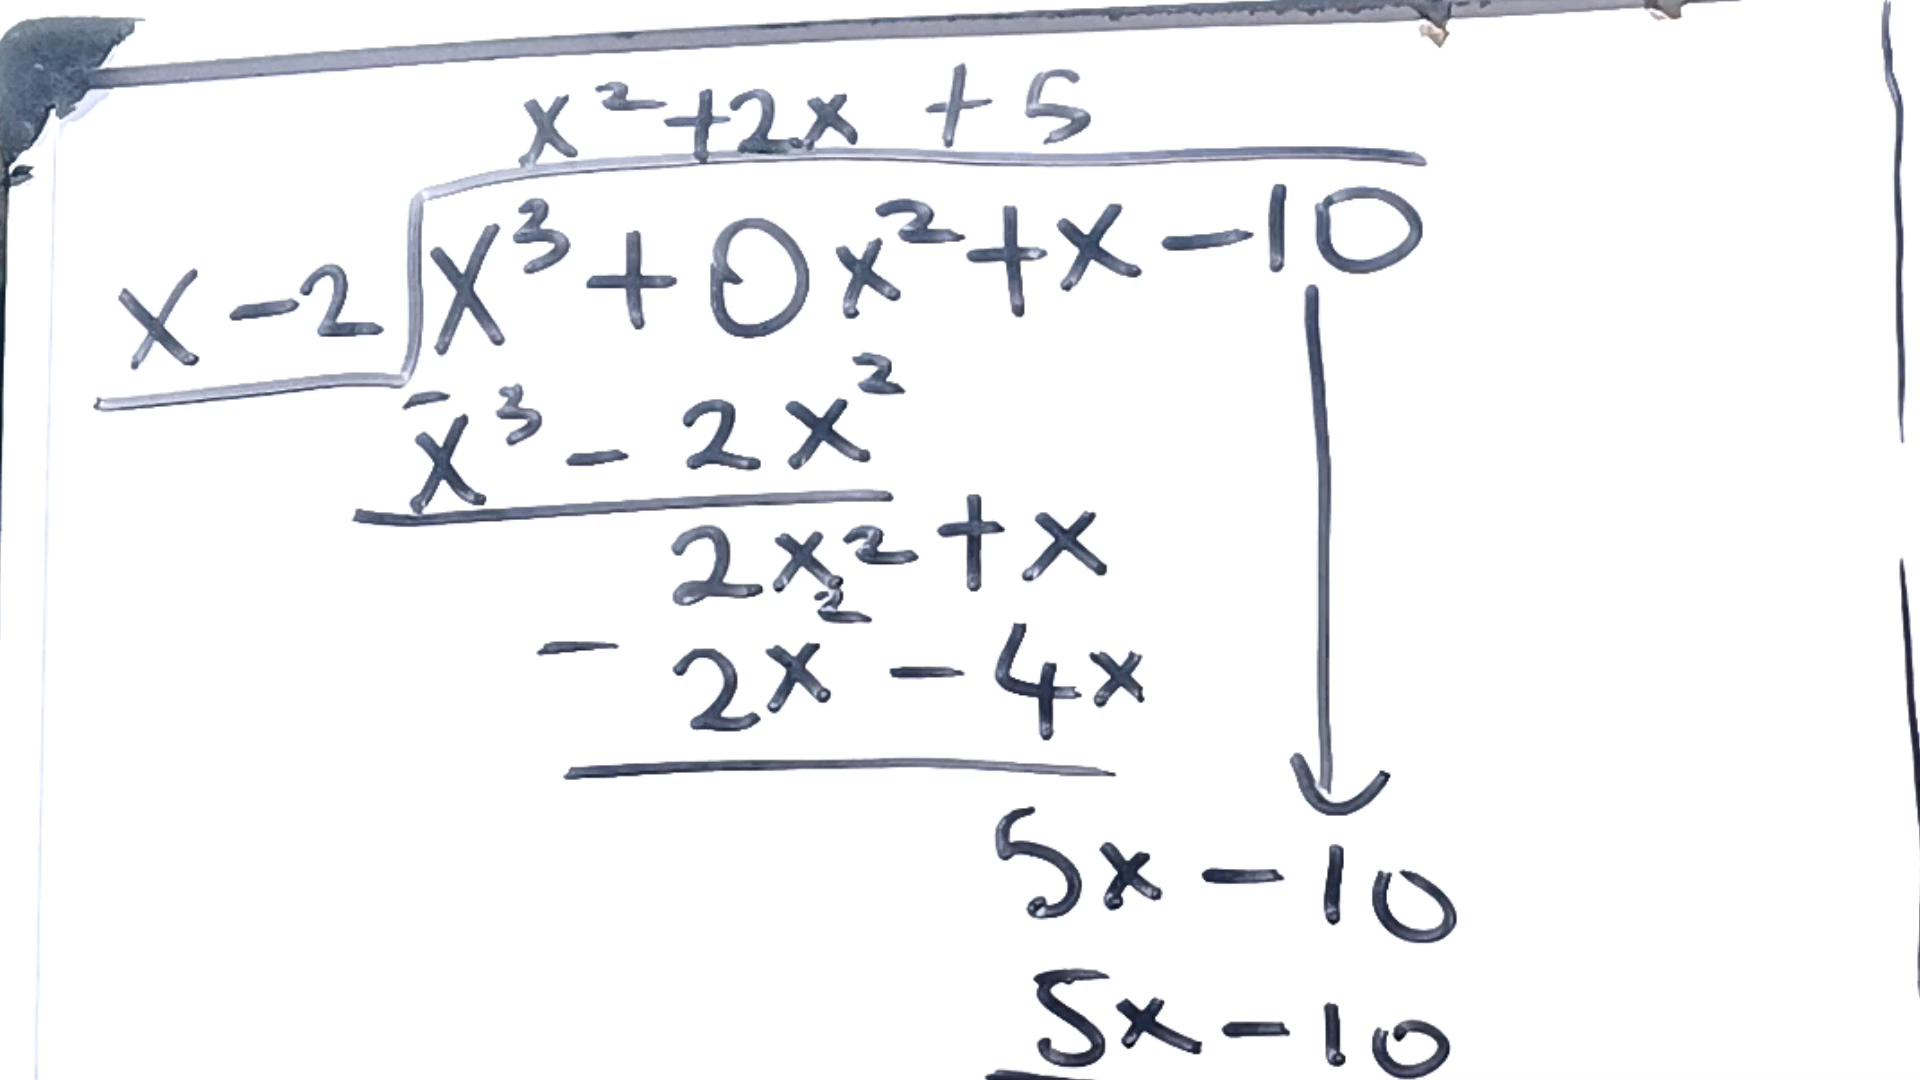 x² + 2x + 5
x - 2 x³ + 0x² + x - 10
- x³ - 2x²
2x² + x
- 2x² - 4x
5x - 10
5x - 10